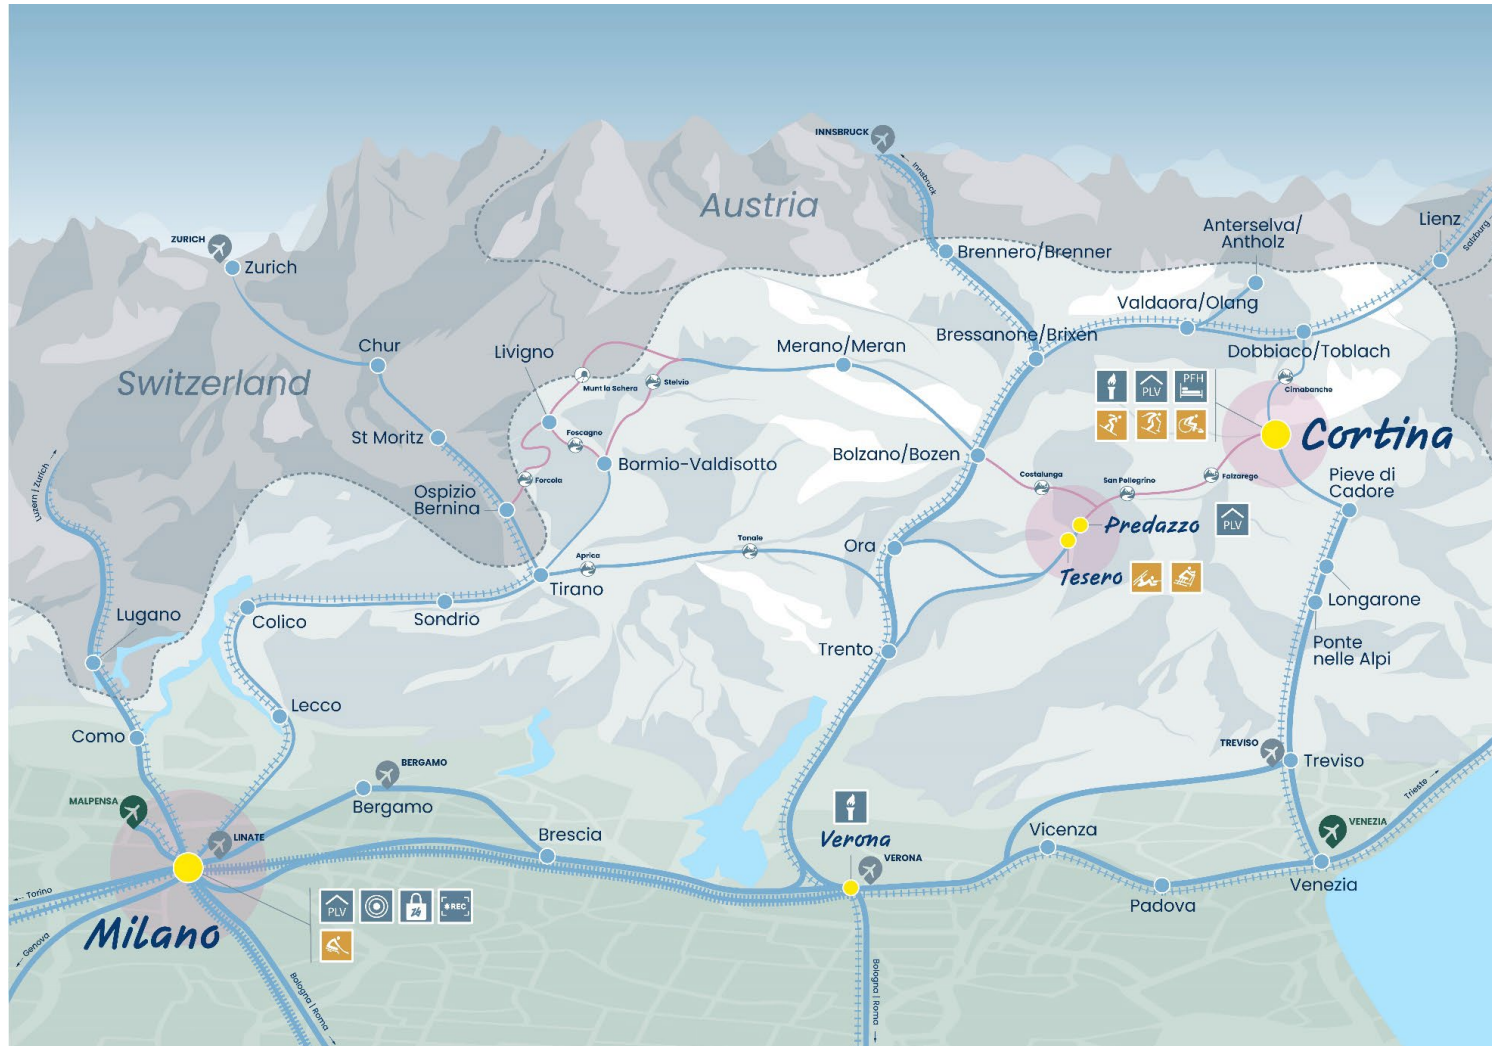 INNSBRUCK
Innsbruck
Austria
Anterselva/
Antholz
Lienz
Salzburg
ZURICH
Zurich
Brennero/Brenner
Valdaora/Olang
Bressanone/Brixen
Dobbiaco/Toblach
Chur
Livigno
Merano/Meran
Switzerland
Munt la Schera
Stelvio
Cimabanche
PLV
PFH
St Moritz
Foscagno
Bormio-Valdisotto
Bolzano/Bozen
Cortina
Luzern | Zurich
Forcola
Costalunga
San Pellegrino
Falzarego
Pieve di
Cadore
Ospizio
Bernina
Predazzo
PLV
Aprica
Tonale
Ora
Tesero
Tirano
Lugano
Colico
Sondrio
Longarone
Trento
Ponte
nelle Alpi
Lecco
Como
TREVISO
Treviso
BERGAMO
Bergamo
MALPENSA
LINATE
Brescia
Verona
VERONA
Vicenza
VENEZIA
Trieste
Venezia
Padova
Torino
Milano
PLV
26
REC
Genova
Bologna | Roma
Bologna | Roma